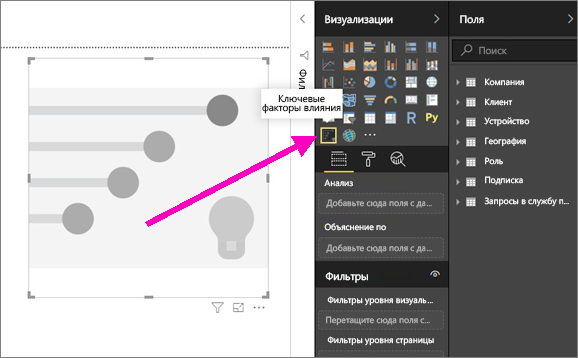 Визуализации
Поля
Поиск
Ключевые
факторы влияния
R Py
Компания
Клиент
Устройство
География
Роль
Подписка
Запросы в службу п...
Анализ
Добавьте сюда поля с да...
Объяснение по
Добавьте сюда поля с да...
Фильтры
Фильтры уровня визуаль...
Перетащите сюда поля с...
Фильтры уровня страницы